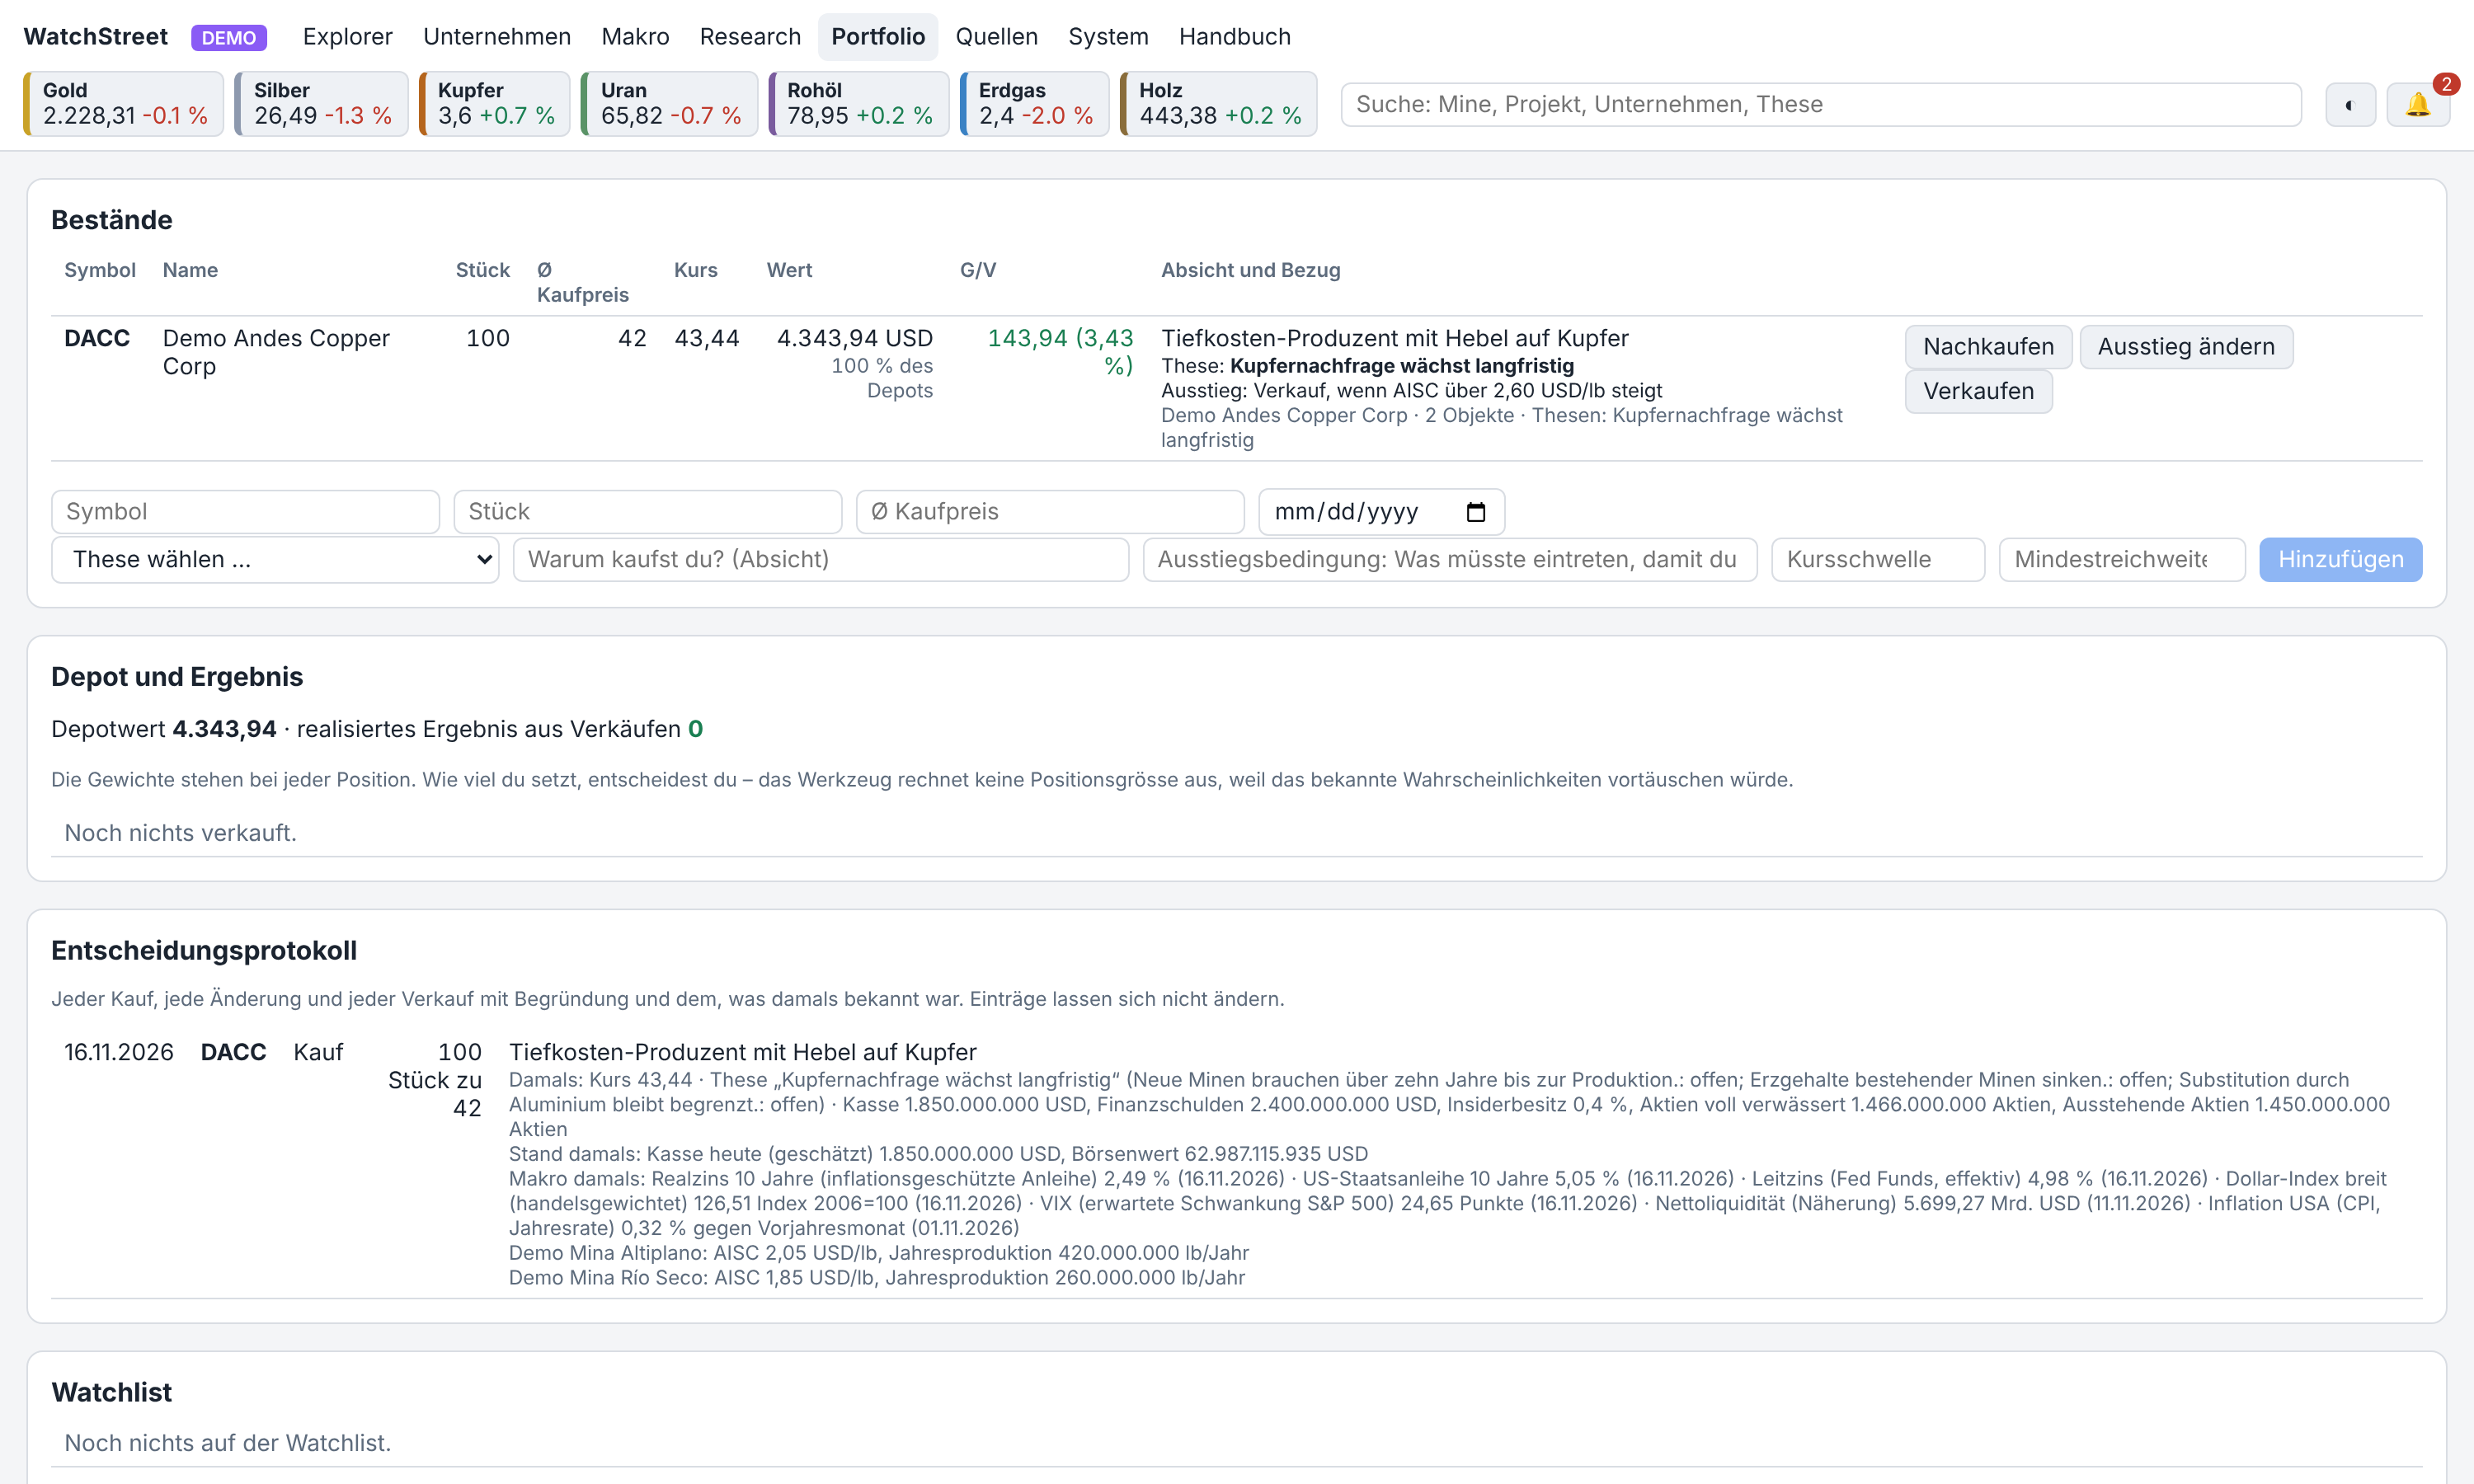 WatchStreet DEMO Explorer Unternehmen Makro Research Portfolio Quellen System Handbuch
Gold Silber Kupfer Uran Rohöl Erdgas Holz
2.228,31 -0.1 % 26,49 -1.3 % 3,6 +0.7 % 65,82 -0.7 % 78,95 +0.2 % 2,4 -2.0 % 443,38 +0.2 % Suche: Mine, Projekt, Unternehmen, These 2
Bestände
Symbol Name Stück Ø Kurs Wert G/V Absicht und Bezug
Kaufpreis
DACC Demo Andes Copper 100 42 43,44 4.343,94 USD 143,94 (3,43 Tiefkosten-Produzent mit Hebel auf Kupfer Nachkaufen Ausstieg ändern
Corp 100 % des %) These: Kupfernachfrage wächst langfristig
Depots Ausstieg: Verkauf, wenn AISC über 2,60 USD/lb steigt Verkaufen
Demo Andes Copper Corp · 2 Objekte · Thesen: Kupfernachfrage wächst
langfristig
Symbol Stück Ø Kaufpreis mm/dd/yyyy
These wählen ... Warum kaufst du? (Absicht) Ausstiegsbedingung: Was müsste eintreten, damit du Kursschwelle Mindestreichweite Hinzufügen
Depot und Ergebnis
Depotwert 4.343,94 · realisiertes Ergebnis aus Verkäufen 0
Die Gewichte stehen bei jeder Position. Wie viel du setzt, entscheidest du – das Werkzeug rechnet keine Positionsgrösse aus, weil das bekannte Wahrscheinlichkeiten vortäuschen würde.
Noch nichts verkauft.
Entscheidungsprotokoll
Jeder Kauf, jede Änderung und jeder Verkauf mit Begründung und dem, was damals bekannt war. Einträge lassen sich nicht ändern.
16.11.2026 DACC Kauf 100 Tiefkosten-Produzent mit Hebel auf Kupfer
Stück zu Damals: Kurs 43,44 · These „Kupfernachfrage wächst langfristig“ (Neue Minen brauchen über zehn Jahre bis zur Produktion.: offen; Erzgehalte bestehender Minen sinken.: offen; Substitution durch
42 Aluminium bleibt begrenzt.: offen) · Kasse 1.850.000.000 USD, Finanzschulden 2.400.000.000 USD, Insiderbesitz 0,4 %, Aktien voll verwässert 1.466.000.000 Aktien, Ausstehende Aktien 1.450.000.000
Aktien
Stand damals: Kasse heute (geschätzt) 1.850.000.000 USD, Börsenwert 62.987.115.935 USD
Makro damals: Realzins 10 Jahre (inflationsgeschützte Anleihe) 2,49 % (16.11.2026) · US-Staatsanleihe 10 Jahre 5,05 % (16.11.2026) · Leitzins (Fed Funds, effektiv) 4,98 % (16.11.2026) · Dollar-Index breit
(handelsgewichtet) 126,51 Index 2006=100 (16.11.2026) · VIX (erwartete Schwankung S&P 500) 24,65 Punkte (16.11.2026) · Nettoliquidität (Näherung) 5.699,27 Mrd. USD (11.11.2026) · Inflation USA (CPI,
Jahresrate) 0,32 % gegen Vorjahresmonat (01.11.2026)
Demo Mina Altiplano: AISC 2,05 USD/lb, Jahresproduktion 420.000.000 lb/Jahr
Demo Mina Río Seco: AISC 1,85 USD/lb, Jahresproduktion 260.000.000 lb/Jahr
Watchlist
Noch nichts auf der Watchlist.